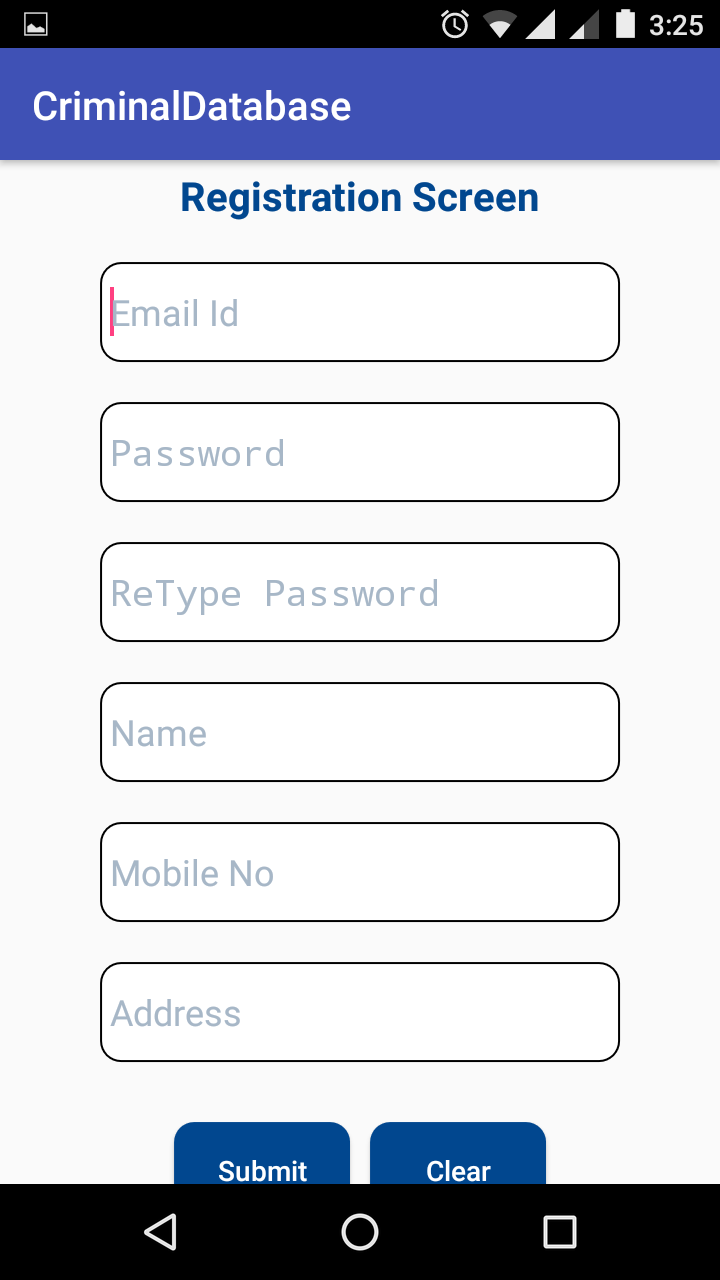 3:25
CriminalDatabase
Registration Screen
Email Id
Password
ReType Password
Name
Mobile No
Address
Submit Clear